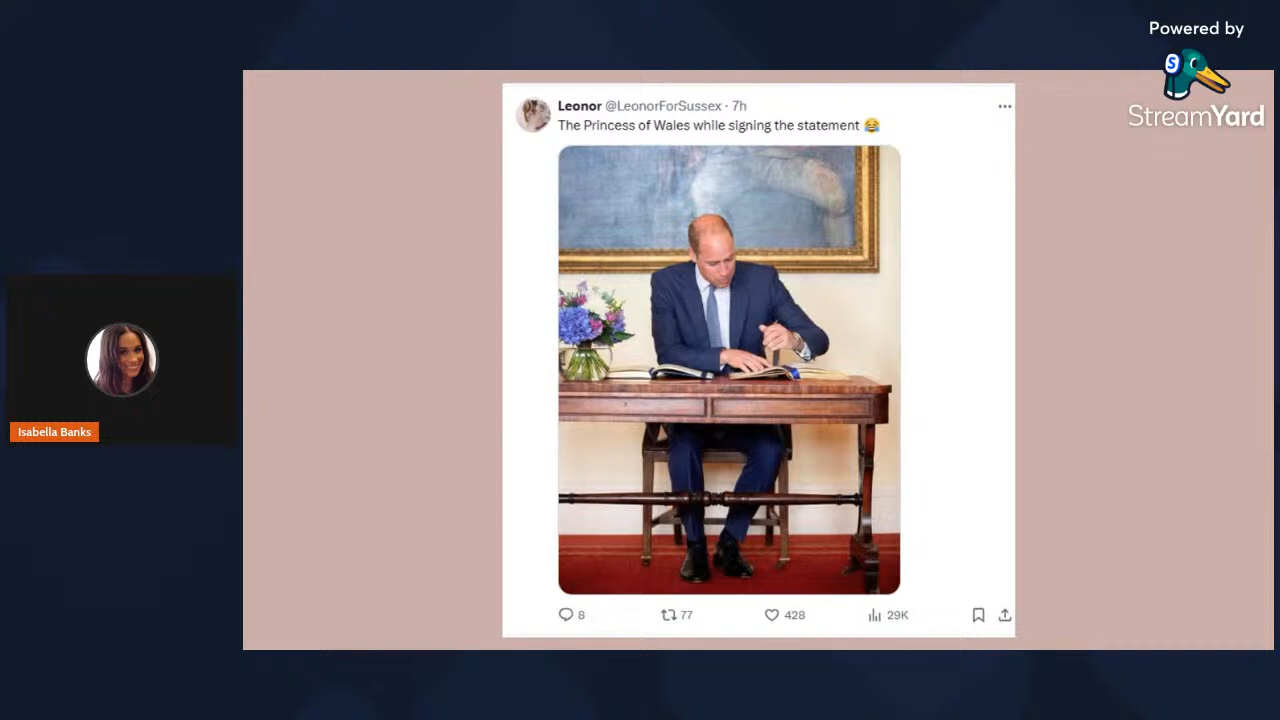 Powered by
S
StreamYard
Leonor @LeonorForSussex · 7h
The Princess of Wales while signing the statement 😂
8
77
428
29K
Isabella Banks